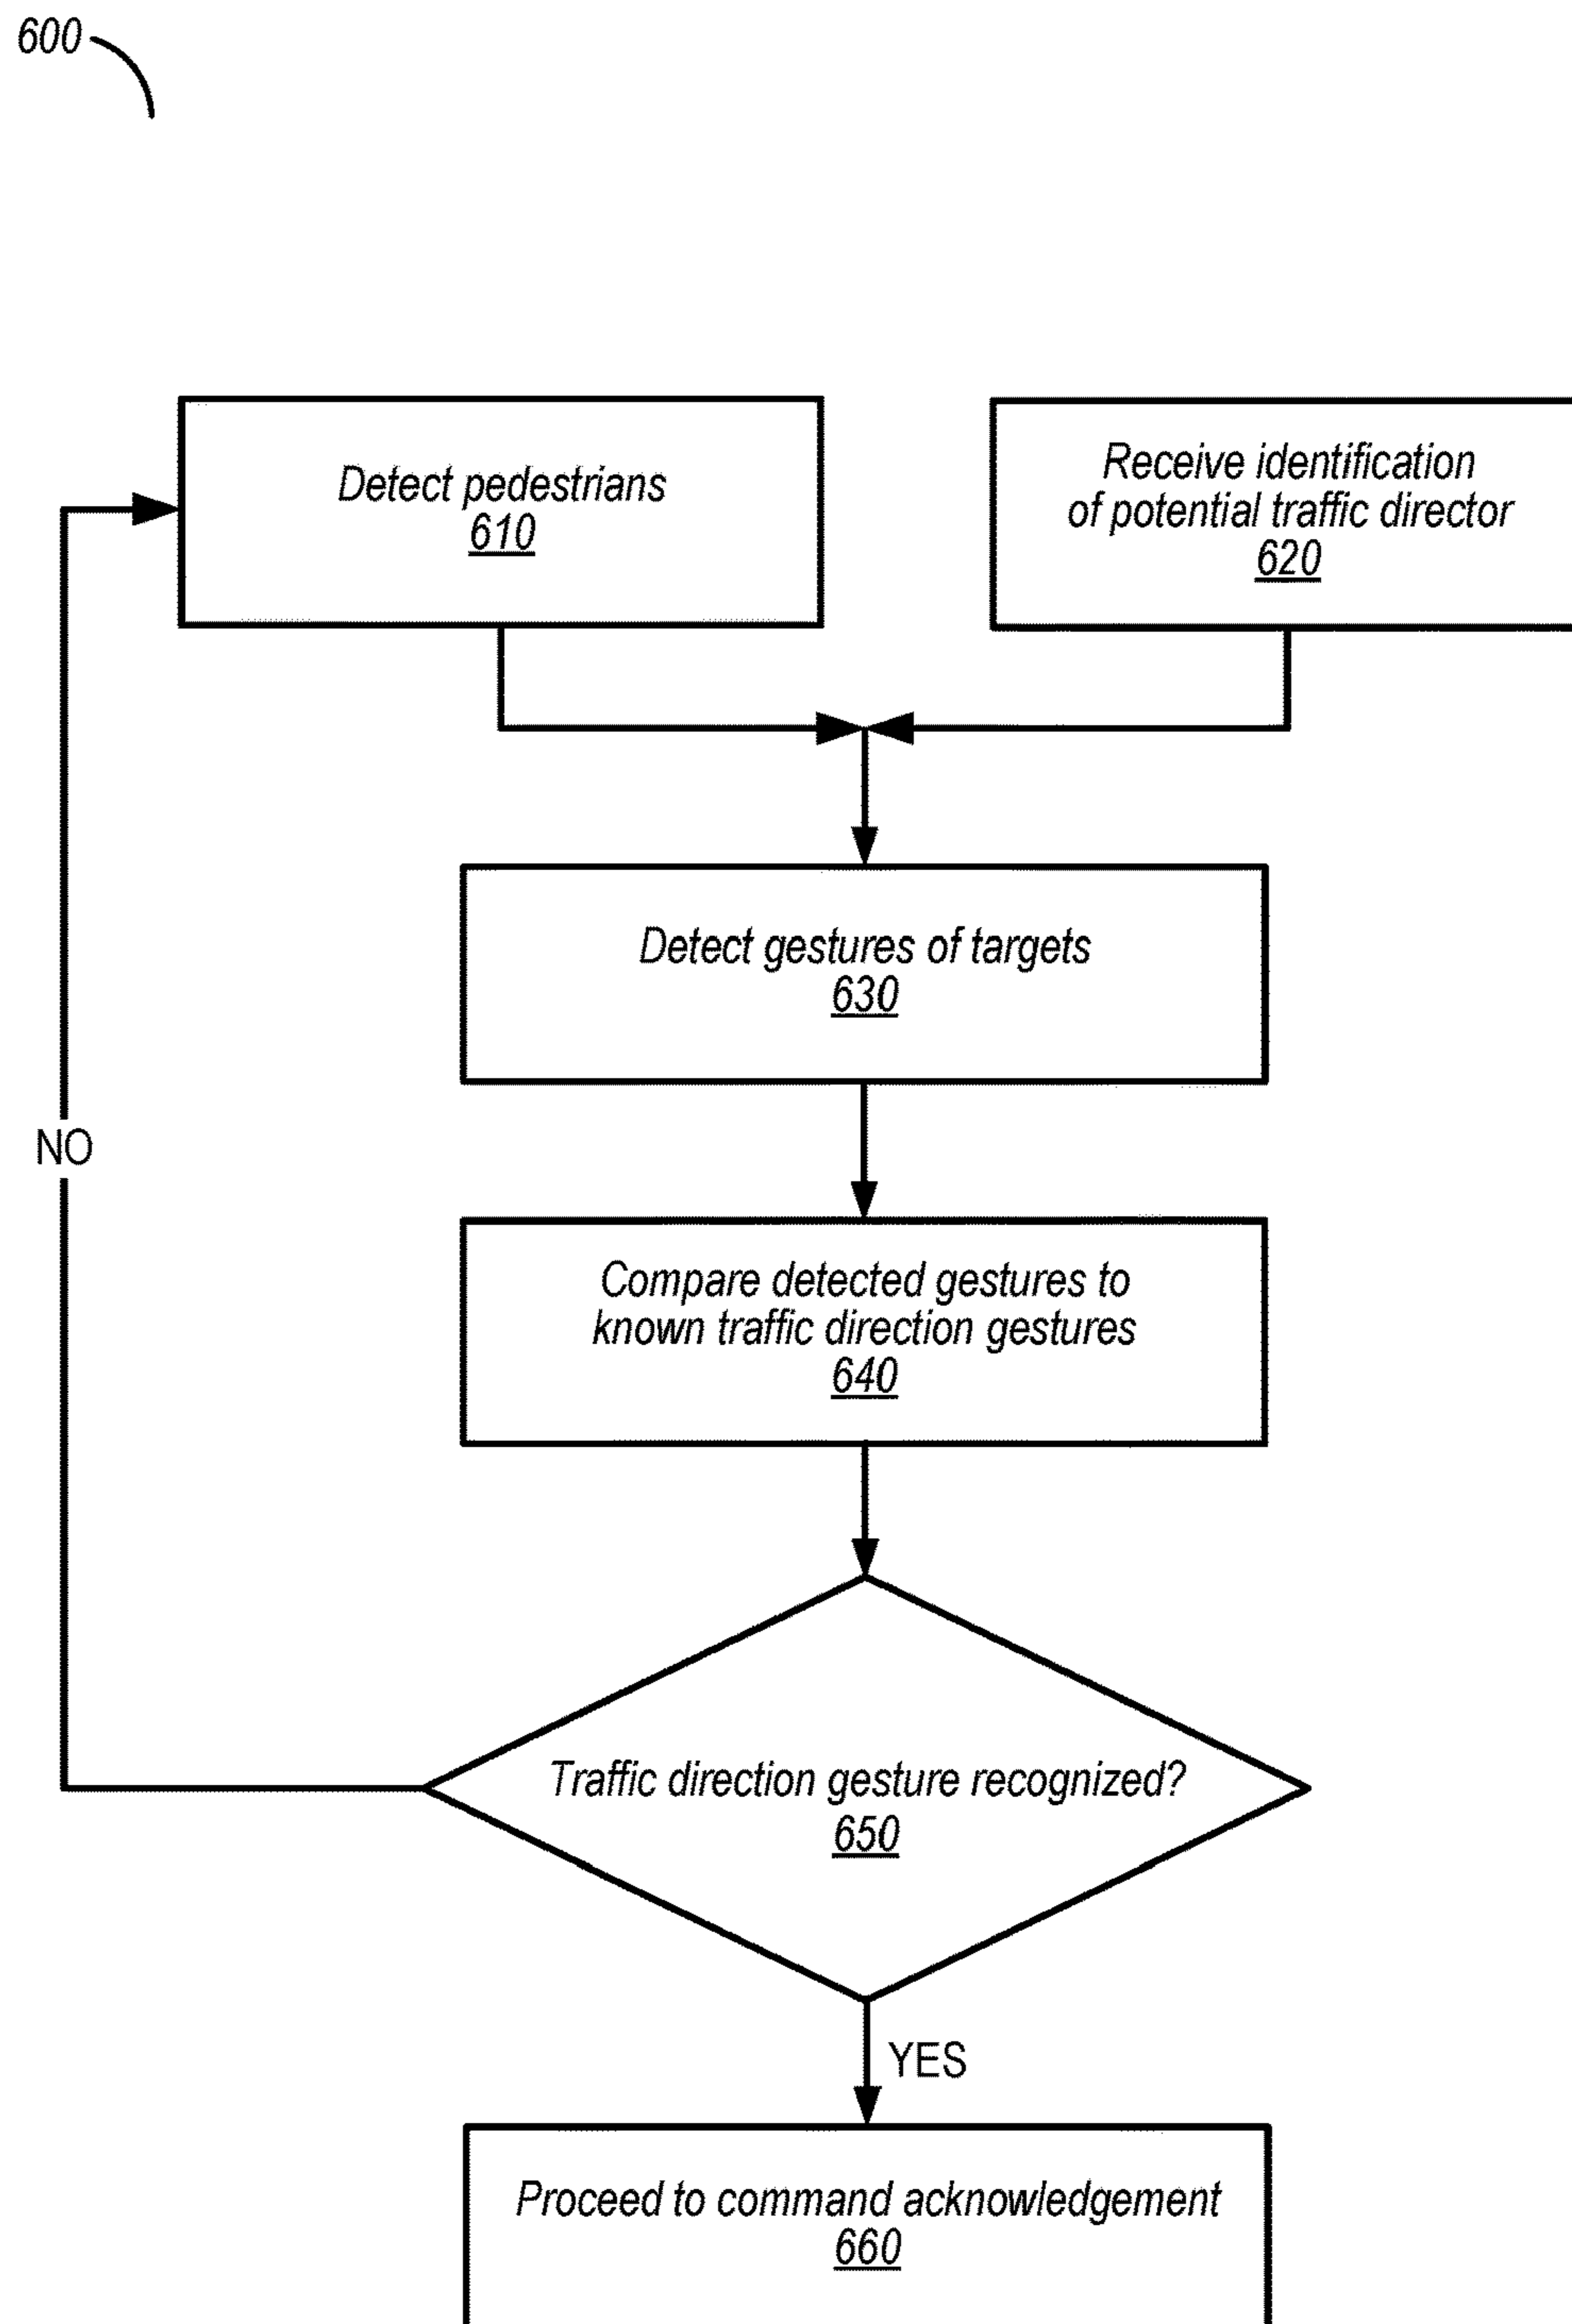 600
Detect pedestrians
610
Receive identification
of potential traffic director
620
Detect gestures of targets
630
NO
Compare detected gestures to
known traffic direction gestures
640
Traffic direction gesture recognized?
650
YES
Proceed to command acknowledgement
660